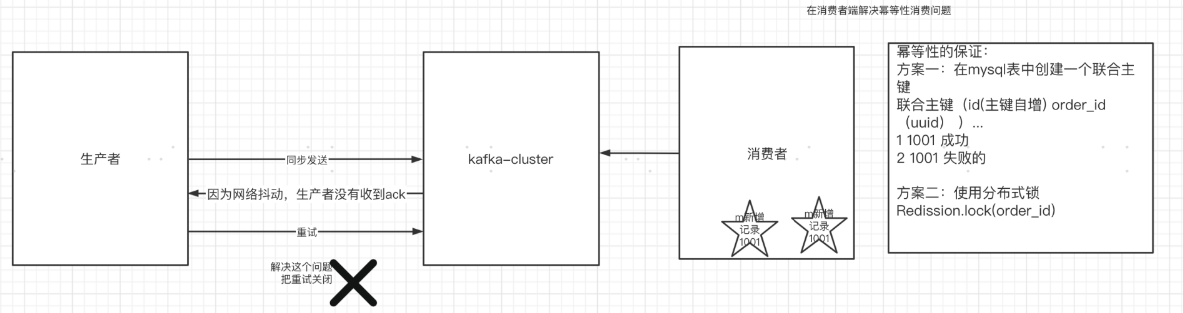 在消费者端解决幂等性消费问题
生产者
同步发送
因为网络抖动，生产者没有收到ack
重试
解决这个问题
把重试关闭
kafka-cluster
消费者
m新增
记录
1001
m新增
记录
1001
幂等性的保证：
方案一：在mysql表中创建一个联合主
键
联合主键（id(主键自增) order_id
（uuid） ）...
1 1001 成功
2 1001 失败的
方案二：使用分布式锁
Redission.lock(order_id)